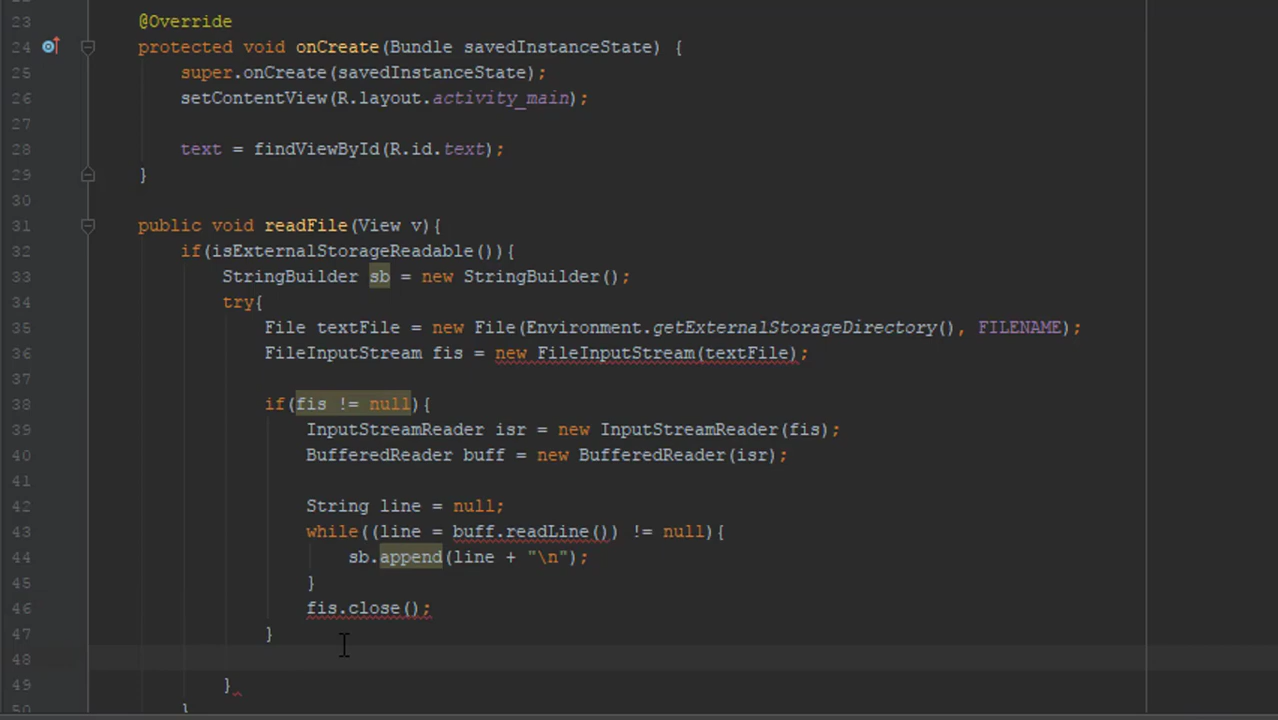 23 @Override
24 protected void onCreate(Bundle savedInstanceState) {
25 super.onCreate(savedInstanceState);
26 setContentView(R.layout.activity_main);
27
28 text = findViewById(R.id.text);
29 }
30
31 public void readFile(View v){
32 if(isExternalStorageReadable()){
33 StringBuilder sb = new StringBuilder();
34 try{
35 File textFile = new File(Environment.getExternalStorageDirectory(), FILENAME);
36 FileInputStream fis = new FileInputStream(textFile);
37
38 if(fis != null){
39 InputStreamReader isr = new InputStreamReader(fis);
40 BufferedReader buff = new BufferedReader(isr);
41
42 String line = null;
43 while((line = buff.readLine()) != null){
44 sb.append(line + "\n");
45 }
46 fis.close();
47 }
48
49 }
50 }